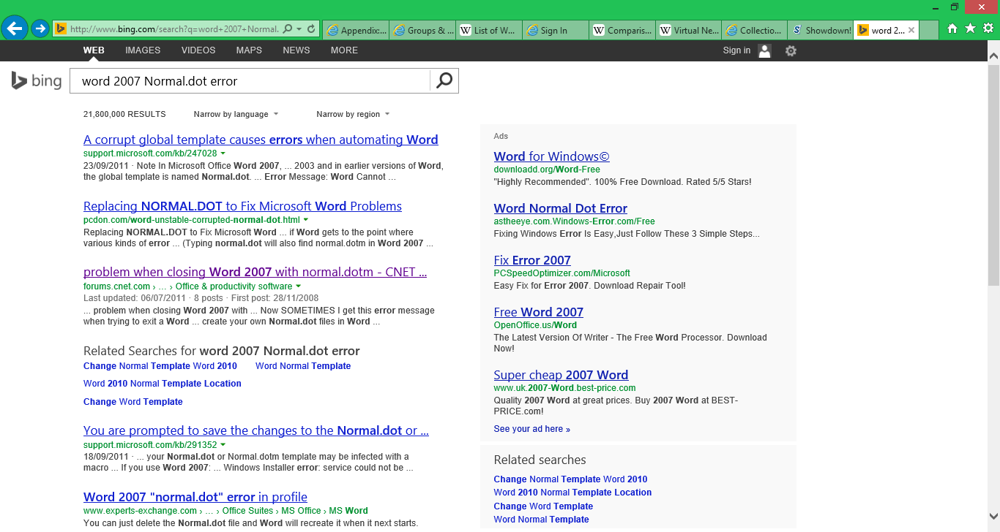 http://www.bing.com/search?q=word+2007+Normal.
Appendix:...
Groups & ...
W List of W...
Sign In
W Comparis...
W Virtual Ne...
Collectio...
S Showdown!
word 2...
WEB IMAGES VIDEOS MAPS NEWS MORE
Sign in
bing
word 2007 Normal.dot error
21,800,000 RESULTS Narrow by language Narrow by region
A corrupt global template causes errors when automating Word
support.microsoft.com/kb/247028
23/09/2011 · Note In Microsoft Office Word 2007, ... 2003 and in earlier versions of Word,
the global template is named Normal.dot. ... Error Message: Word Cannot ...
Replacing NORMAL.DOT to Fix Microsoft Word Problems
pcdon.com/word-unstable-corrupted-normal-dot.html
Replacing NORMAL.DOT to Fix Microsoft Word ... if Word gets to the point where
various kinds of error ... (Typing normal.dot will also find normal.dotm in Word 2007 ...
problem when closing Word 2007 with normal.dotm - CNET ...
forums.cnet.com › ... › Office & productivity software
Last updated: 06/07/2011 · 8 posts · First post: 28/11/2008
... problem when closing Word 2007 with ... Now SOMETIMES I get this error message
when trying to exit a Word ... create your own Normal.dot files in Word ...
Related Searches for word 2007 Normal.dot error
Change Normal Template Word 2010 Word Normal Template
Word 2010 Normal Template Location
Change Word Template
You are prompted to save the changes to the Normal.dot or ...
support.microsoft.com/kb/291352
18/09/2011 · ... your Normal.dot or Normal.dotm template may be infected with a
macro ... If you use Word 2007: ... Windows Installer error: service could not be ...
Word 2007 "normal.dot" error in profile
www.experts-exchange.com › ... › Office Suites › MS Office › MS Word
You can just delete the Normal.dot file and Word will recreate it when it next starts.
Ads
Word for Windows©
downloadd.org/Word-Free
"Highly Recommended". 100% Free Download. Rated 5/5 Stars!
Word Normal Dot Error
astheeye.com.Windows-Error.com/Free
Fixing Windows Error Is Easy,Just Follow These 3 Simple Steps...
Fix Error 2007
PCSpeedOptimizer.com/Microsoft
Easy Fix for Error 2007. Download Repair Tool!
Free Word 2007
OpenOffice.us/Word
The Latest Version Of Writer - The Free Word Processor. Download
Now!
Super cheap 2007 Word
www.uk.2007-Word.best-price.com
Quality 2007 Word at great prices. Buy 2007 Word at BEST-
PRICE.com!
See your ad here »
Related searches
Change Normal Template Word 2010
Word 2010 Normal Template Location
Change Word Template
Word Normal Template